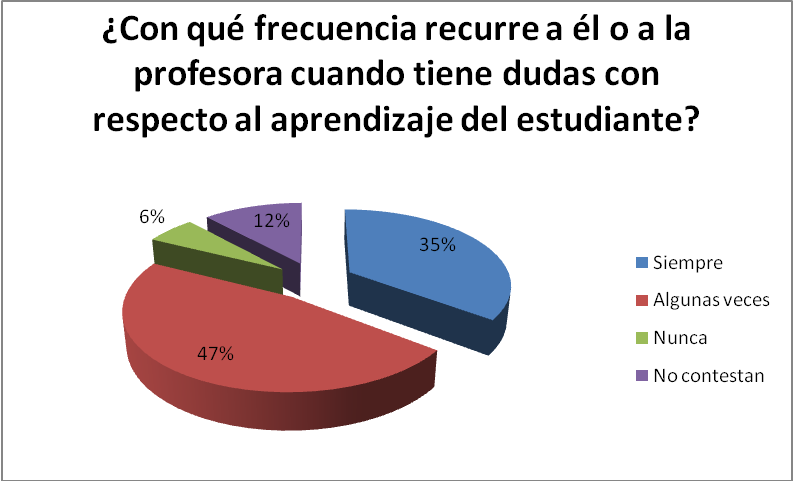 ¿Con qué frecuencia recurre a él o a la
profesora cuando tiene dudas con
respecto al aprendizaje del estudiante?
6%
12%
35%
47%
Siempre
Algunas veces
Nunca
No contestan